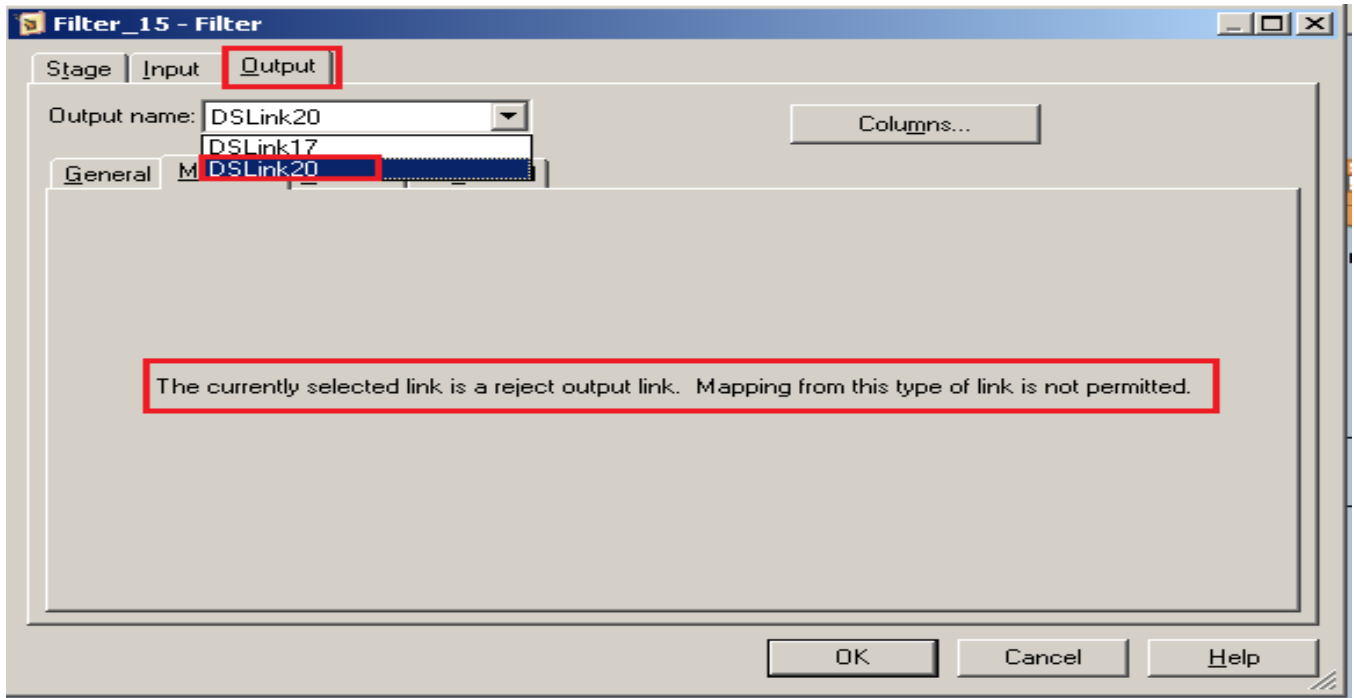 Filter_15 - Filter
Stage Input Output
Output name: DSLink20
Columns...
DSLink17
DSLink20
General M
The currently selected link is a reject output link. Mapping from this type of link is not permitted.
OK Cancel Help